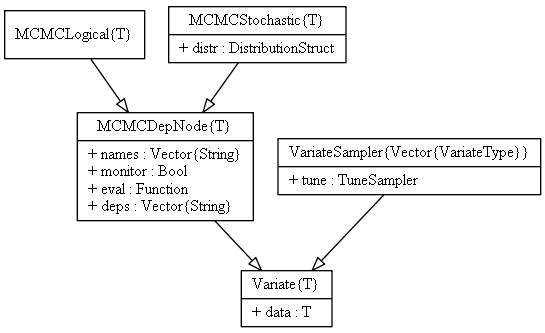 MCMCLogical{T}
MCMCStochastic{T}
+ distr : DistributionStruct
MCMCDepNode{T}
+ names : Vector{String}
+ monitor : Bool
+ eval : Function
+ deps : Vector{String}
VariateSampler{Vector{VariateType}}
+ tune : TuneSampler
Variate{T}
+ data : T